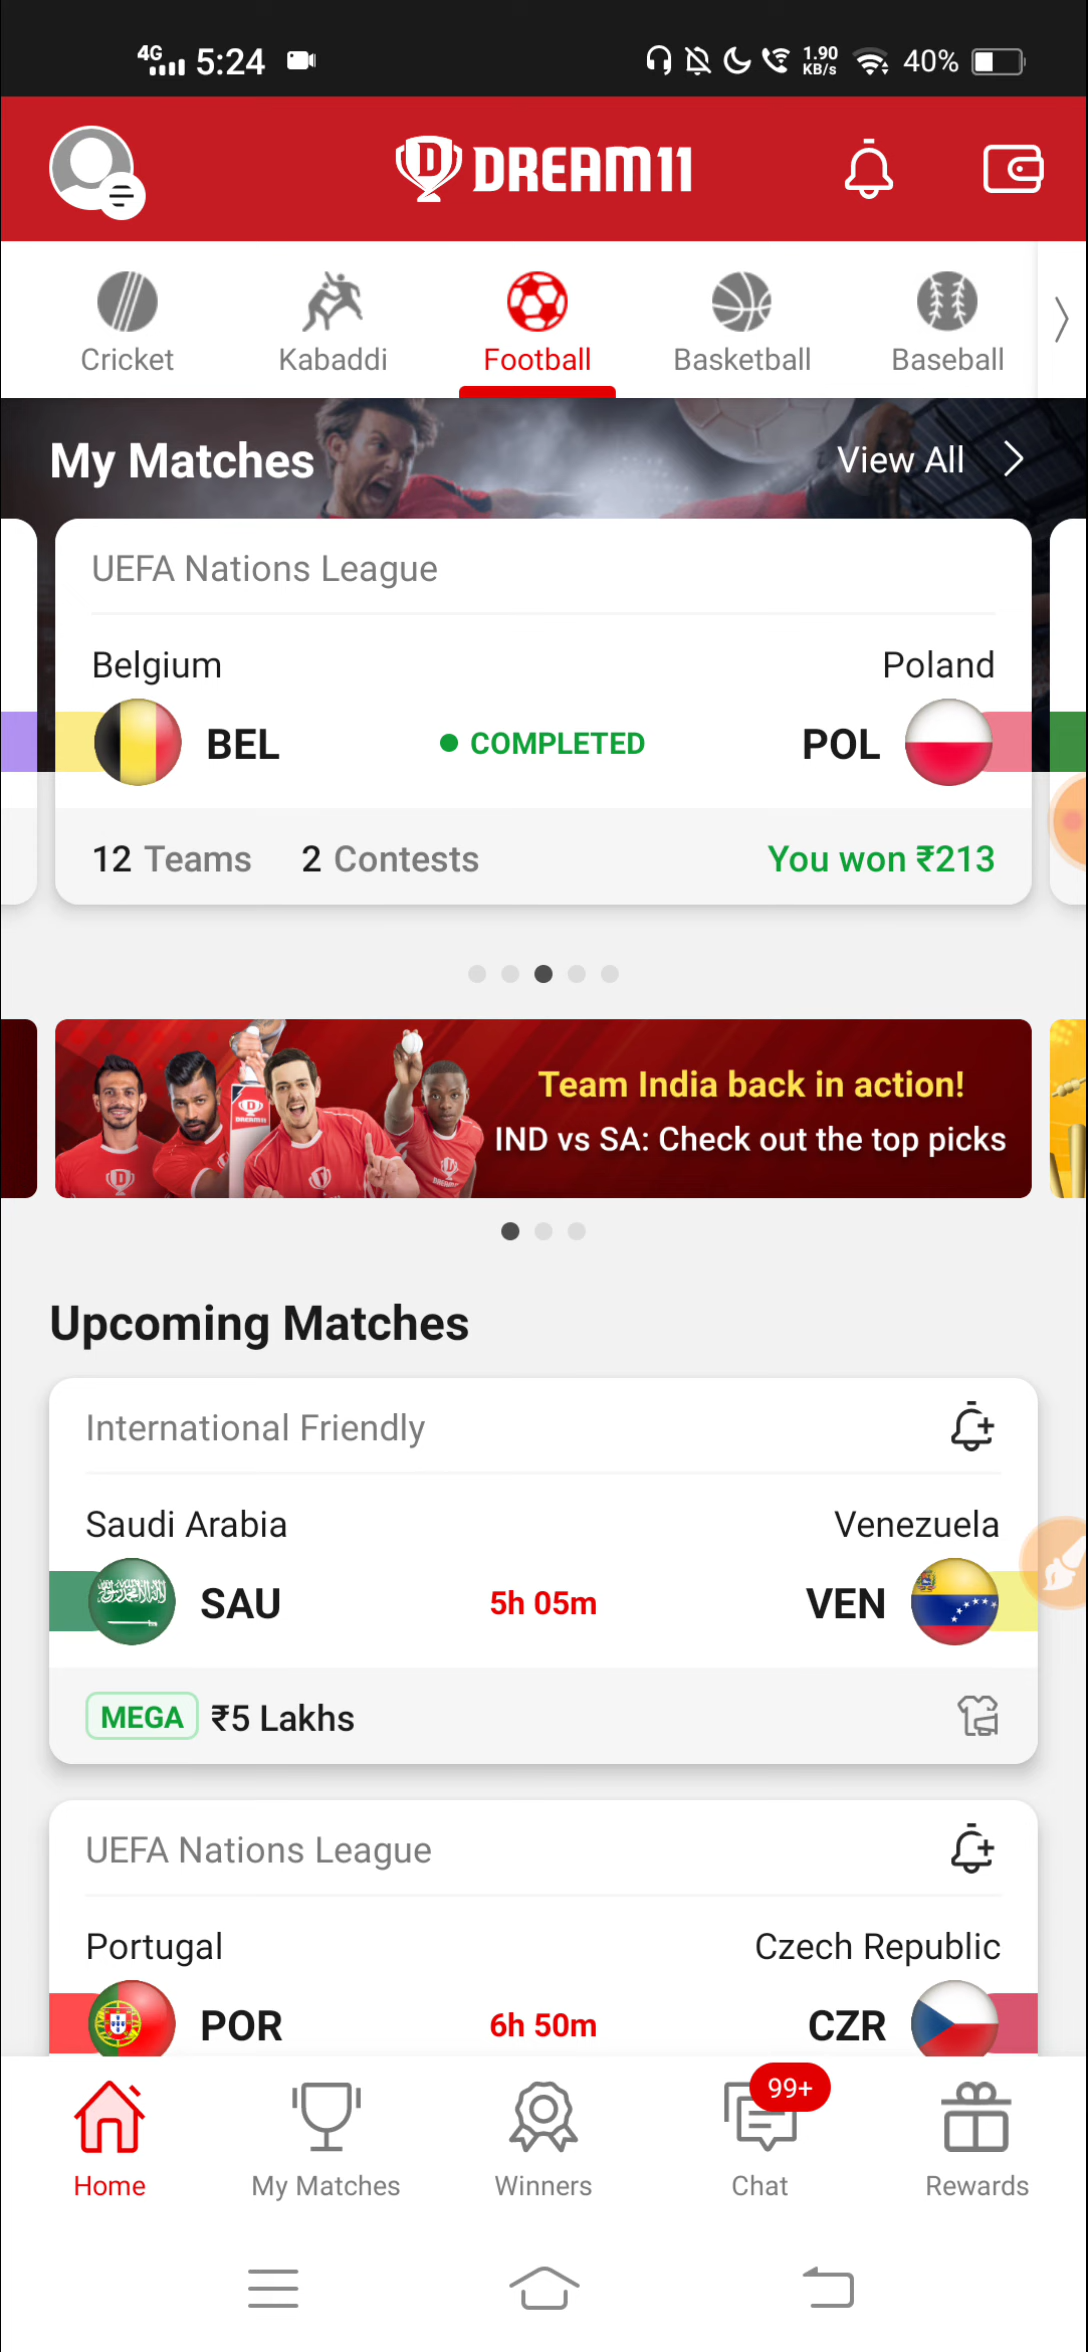 4G 5:24 1.90 KB/s 40%
DREAM11
Cricket Kabaddi Football Basketball Baseball
My Matches View All
UEFA Nations League
Belgium Poland
BEL COMPLETED POL
12 Teams 2 Contests You won ₹213
Team India back in action!
IND vs SA: Check out the top picks
Upcoming Matches
International Friendly
Saudi Arabia Venezuela
SAU 5h 05m VEN
MEGA ₹5 Lakhs
UEFA Nations League
Portugal Czech Republic
POR 6h 50m CZR
99+
Home My Matches Winners Chat Rewards